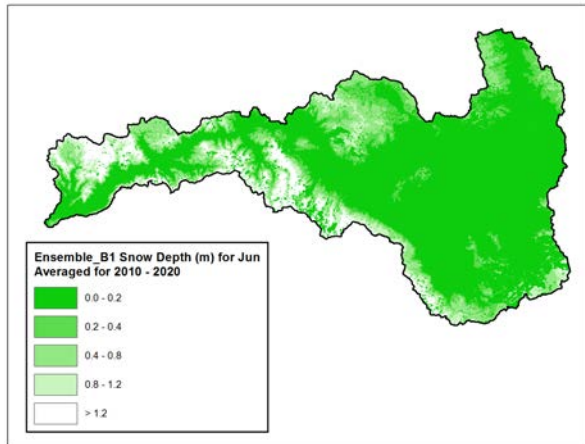 Ensemble_B1 Snow Depth (m) for Jun
Averaged for 2010 - 2020
0.0 - 0.2
0.2 - 0.4
0.4 - 0.8
0.8 - 1.2
> 1.2